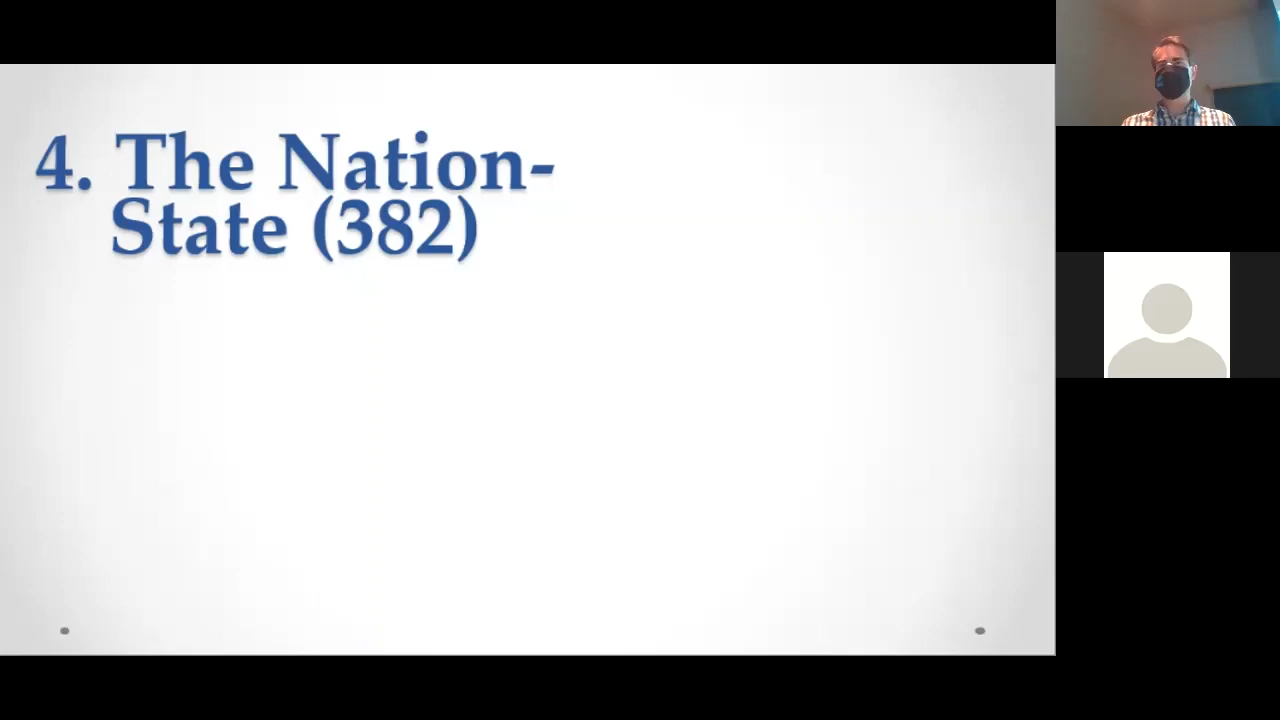 4. The Nation-
State (382)